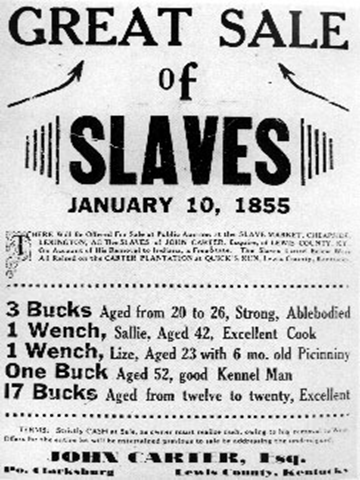 GREAT SALE
of
SLAVES
JANUARY 10, 1855
THERE Will Be Offered For Sale at Public Auction at the SLAVE MARKET, CHEAPSIDE,
LEXINGTON, All The SLAVES of JOHN CARTER, Esquire, of LEWIS COUNTY, KY.
On Account of His Removal to Indiana, a Free State. The Slaves Listed Below Were
All Raised on the CARTER PLANTATION at QUICK'S RUN, Lewis County, Kentucky.
3 Bucks Aged from 20 to 26, Strong, Ablebodied
1 Wench, Sallie, Aged 42, Excellent Cook
1 Wench, Lize, Aged 23 with 6 mo. old Picinniny
One Buck Aged 52, good Kennel Man
17 Bucks Aged from twelve to twenty, Excellent
TERMS: Strictly CASH at Sale, as owner must realize cash, owing to his removal to West.
Offers for the entire lot will be entertained previous to sale by addressing the undersigned.
JOHN CARTER, Esq.
Po. Clarksburg Lewis County, Kentucky